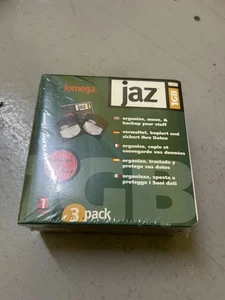 iomega
jaz
1GB
organise, move, &
backup your stuff
verwaltet, kopiert und
sichert Ihre Daten
organise, copie et
sauvegarde vos données
organiza, traslada y
protege sus datos
organizza, sposta e
protegge i Suoi dati
GB
3 pack